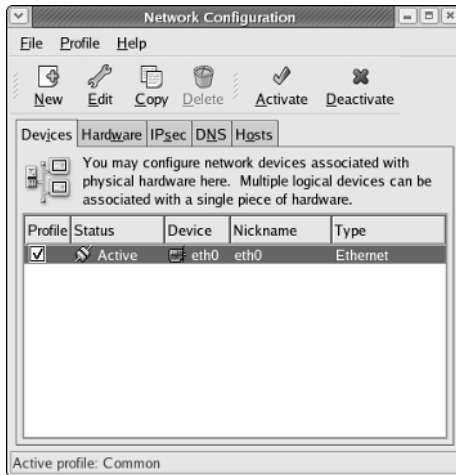 Network Configuration
File Profile Help
New Edit Copy Delete Activate Deactivate
Devices Hardware IPsec DNS Hosts
You may configure network devices associated with
physical hardware here. Multiple logical devices can be
associated with a single piece of hardware.
Profile Status Device Nickname Type
Active eth0 eth0 Ethernet
Active profile: Common